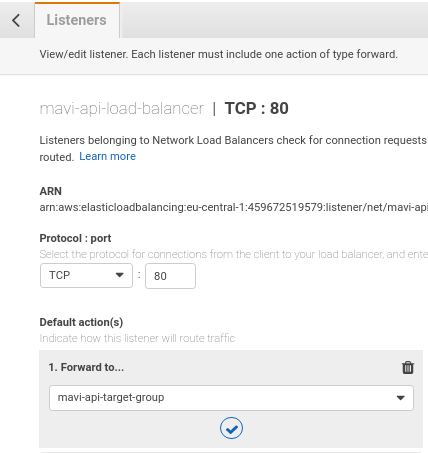 Listeners
View/edit listener. Each listener must include one action of type forward.
mavi-api-load-balancer | TCP : 80
Listeners belonging to Network Load Balancers check for connection requests
routed. Learn more
ARN
arn:aws:elasticloadbalancing:eu-central-1:459672519579:listener/net/mavi-api
Protocol : port
Select the protocol for connections from the client to your load balancer, and ente
TCP : 80
Default action(s)
Indicate how this listener will route traffic
1. Forward to...
mavi-api-target-group